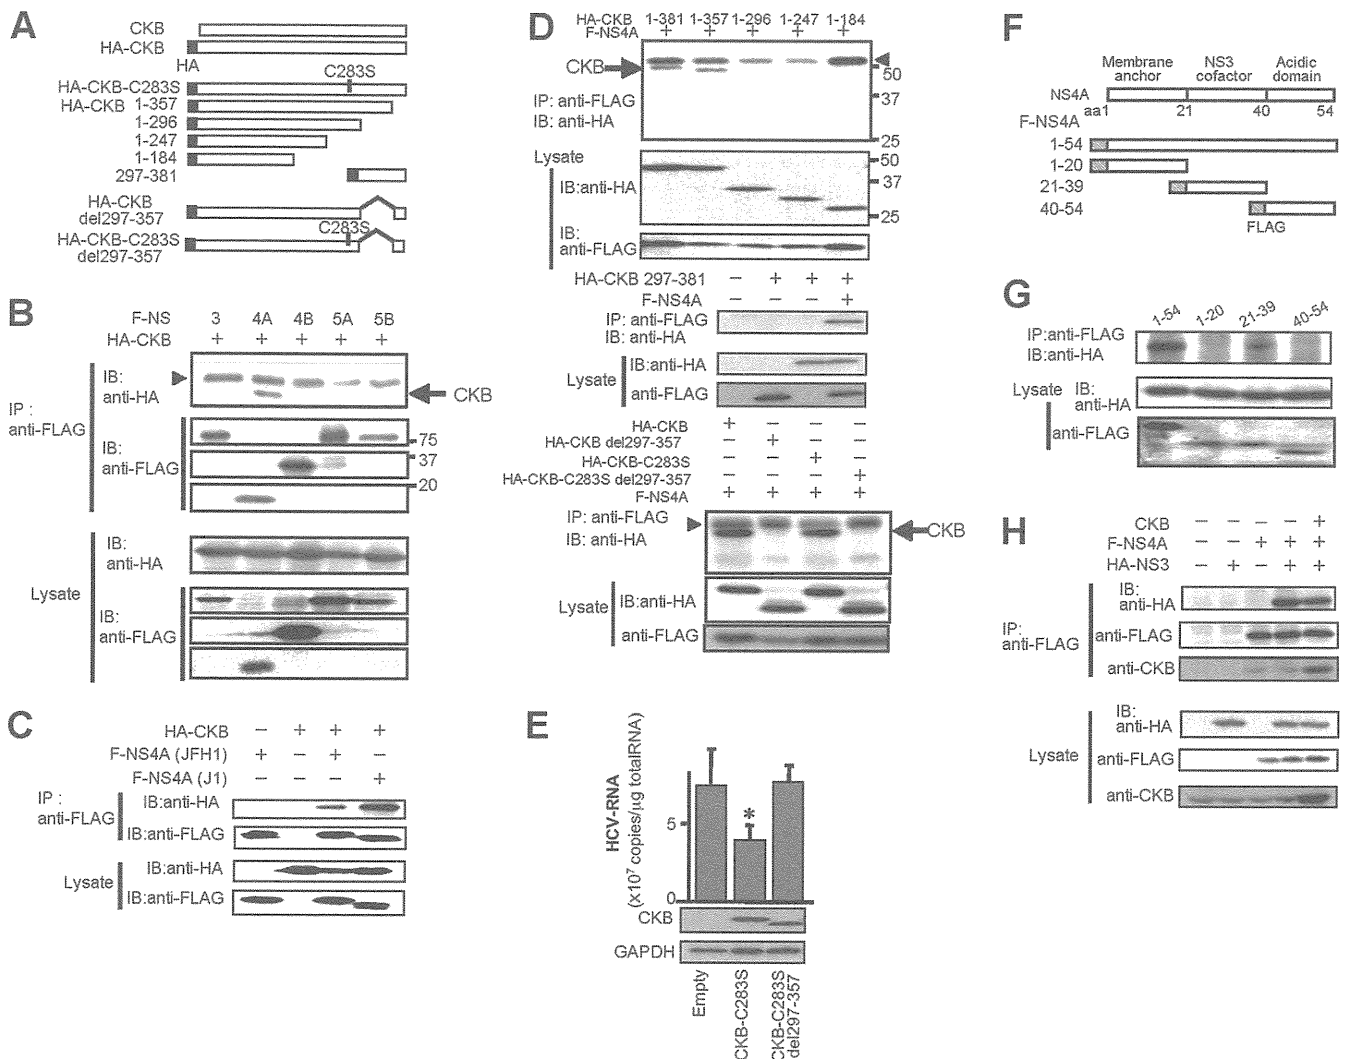 A
CKB
HA-CKB
HA
C283S
HA-CKB-C283S
HA-CKB 1-357
1-296
1-247
1-184
297-381
HA-CKB
del297-357
C283S
HA-CKB-C283S
del297-357
B
F-NS 3 4A 4B 5A 5B
HA-CKB + + + + +
IP :
anti-FLAG
IB:
anti-HA
CKB
IB:
anti-FLAG
75
37
20
Lysate
IB:
anti-HA
IB:
anti-FLAG
C
HA-CKB − + + +
F-NS4A (JFH1) + − + −
F-NS4A (J1) − − − +
IP :
anti-FLAG
IB:anti-HA
IB:anti-FLAG
Lysate
IB:anti-HA
IB:anti-FLAG
D
HA-CKB 1-381 1-357 1-296 1-247 1-184
F-NS4A + + + + +
CKB
50
IP: anti-FLAG
IB: anti-HA
37
25
Lysate
IB:anti-HA
50
37
25
IB:
anti-FLAG
HA-CKB 297-381 − + + +
F-NS4A − − − +
IP: anti-FLAG
IB: anti-HA
Lysate
IB:anti-HA
anti-FLAG
HA-CKB + − − −
HA-CKB del297-357 − + − −
HA-CKB-C283S − − + −
HA-CKB-C283S del297-357 − − − +
F-NS4A + + + +
IP: anti-FLAG
IB: anti-HA
CKB
Lysate
IB:anti-HA
anti-FLAG
E
HCV-RNA
(x10⁷ copies/µg totalRNA)
5
0
*
CKB
GAPDH
Empty
CKB-C283S
CKB-C283S
del297-357
F
Membrane
anchor
NS3
cofactor
Acidic
domain
NS4A
aa1 21 40 54
F-NS4A
1-54
1-20
21-39
40-54
FLAG
G
1-54 1-20 21-39 40-54
IP:anti-FLAG
IB:anti-HA
Lysate
IB:
anti-HA
anti-FLAG
H
CKB − − − − +
F-NS4A − − + + +
HA-NS3 − + − + +
IP:
anti-FLAG
IB:
anti-HA
anti-FLAG
anti-CKB
Lysate
IB:
anti-HA
anti-FLAG
anti-CKB